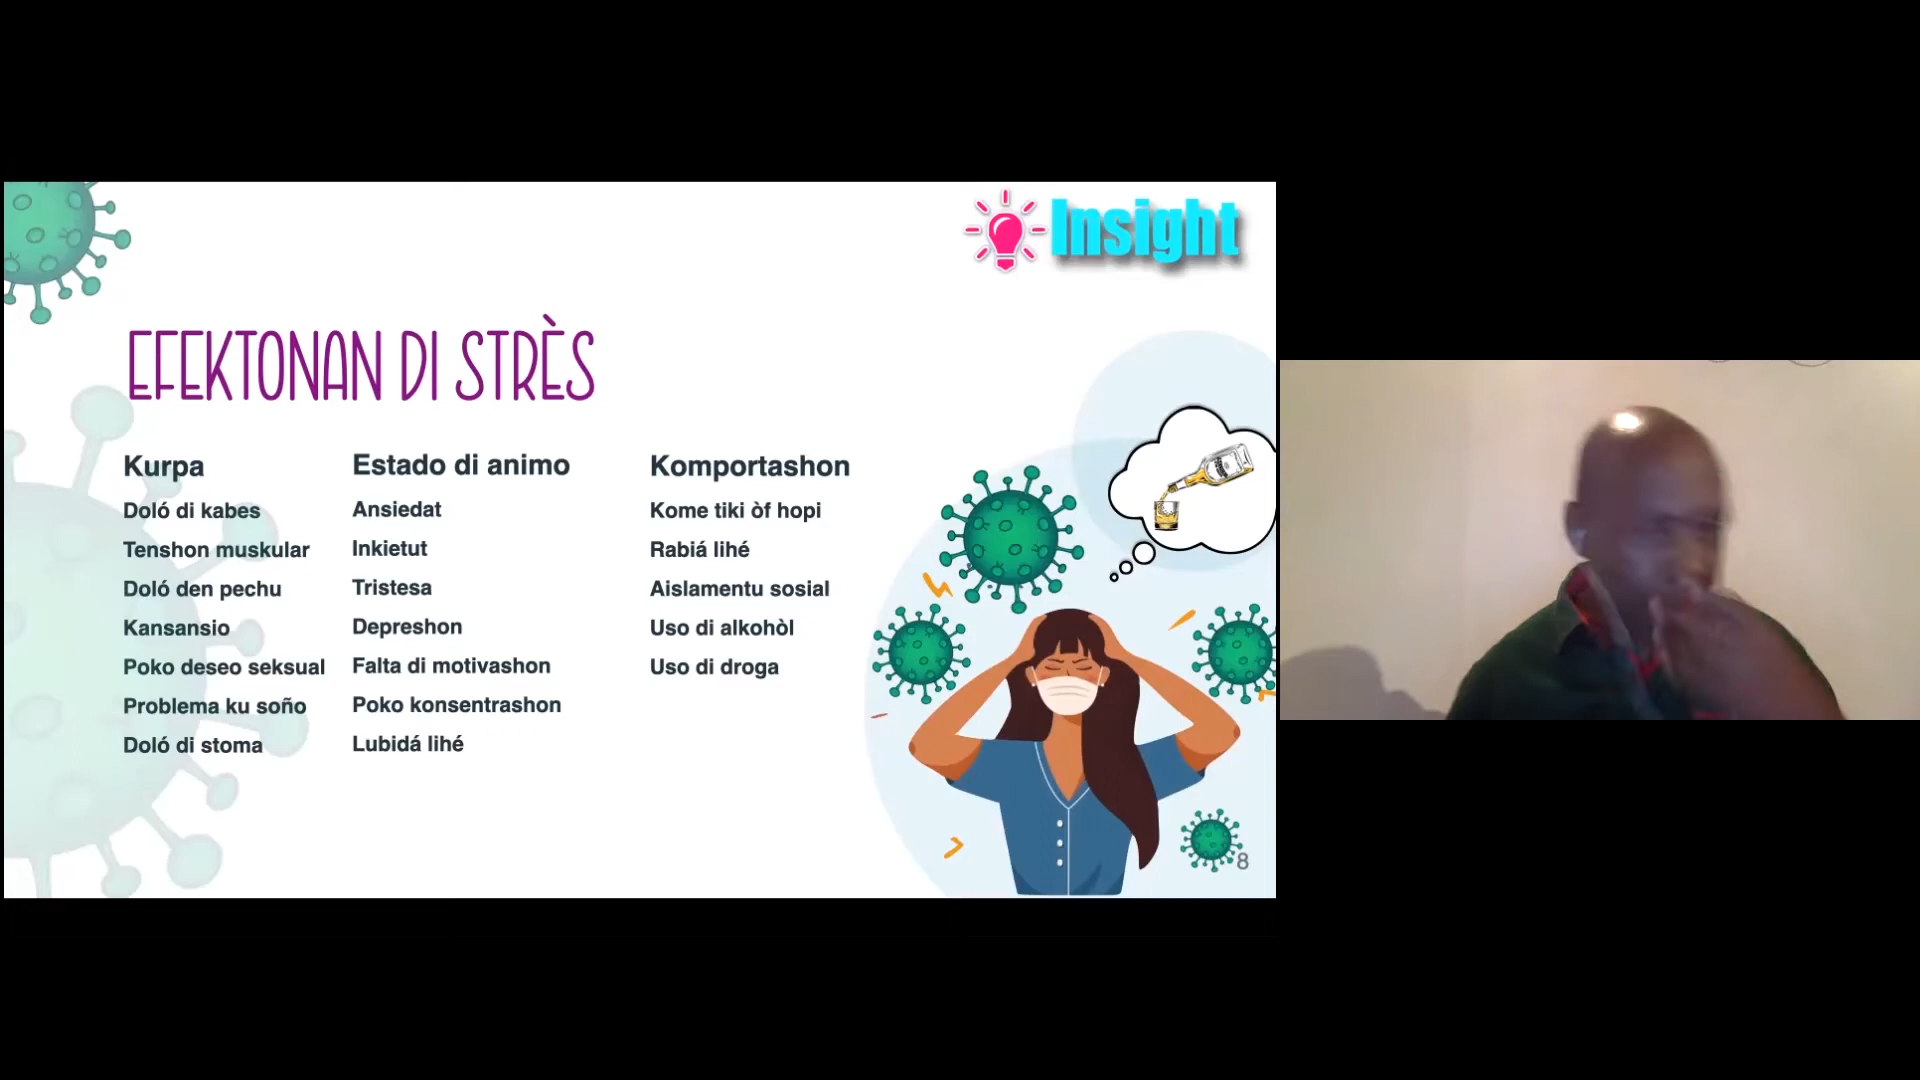 Insight
EFEKTONAN DI STRÈS
Kurpa
Doló di kabes
Tenshon muskular
Doló den pechu
Kansansio
Poko deseo seksual
Problema ku soño
Doló di stoma
Estado di animo
Ansiedat
Inkietut
Tristesa
Depreshon
Falta di motivashon
Poko konsentrashon
Lubidá lihé
Komportashon
Kome tiki òf hopi
Rabiá lihé
Aislamentu sosial
Uso di alkohòl
Uso di droga
8